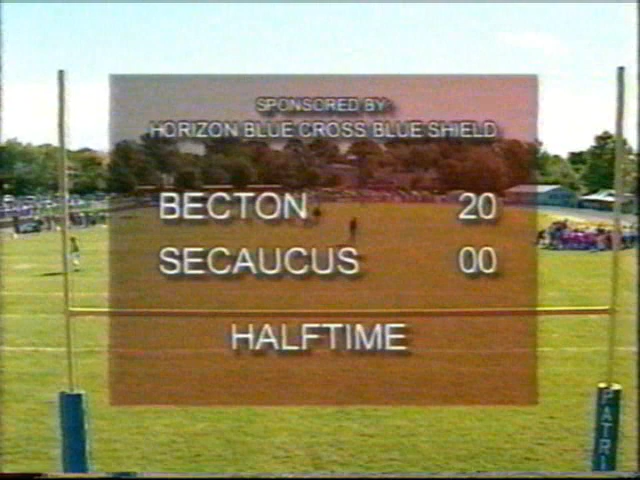 SPONSORED BY:
HORIZON BLUE CROSS BLUE SHIELD
BECTON 20
SECAUCUS 00
HALFTIME
PATRI